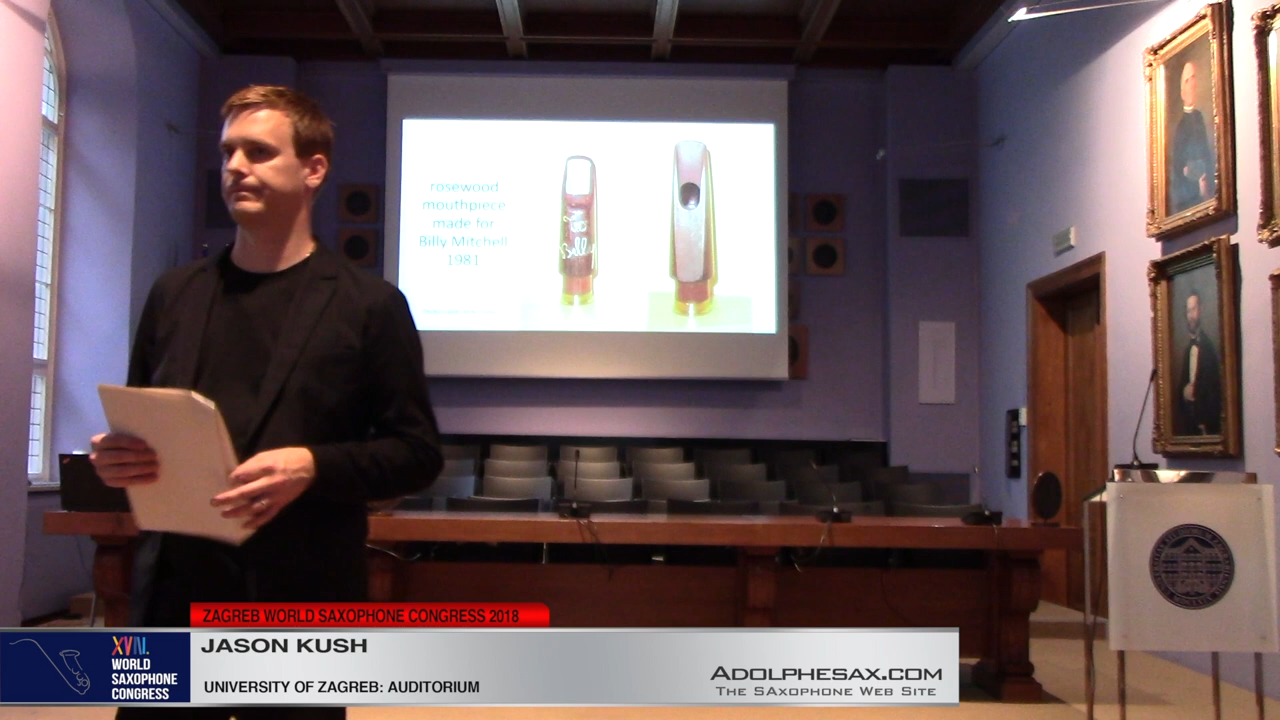 rosewood
mouthpiece
made for
Billy Mitchell
1981
Billy
ZAGREB WORLD SAXOPHONE CONGRESS 2018
JASON KUSH
UNIVERSITY OF ZAGREB: AUDITORIUM
XVIII.
WORLD
SAXOPHONE
CONGRESS
ADOLPHESAX.COM
THE SAXOPHONE WEB SITE